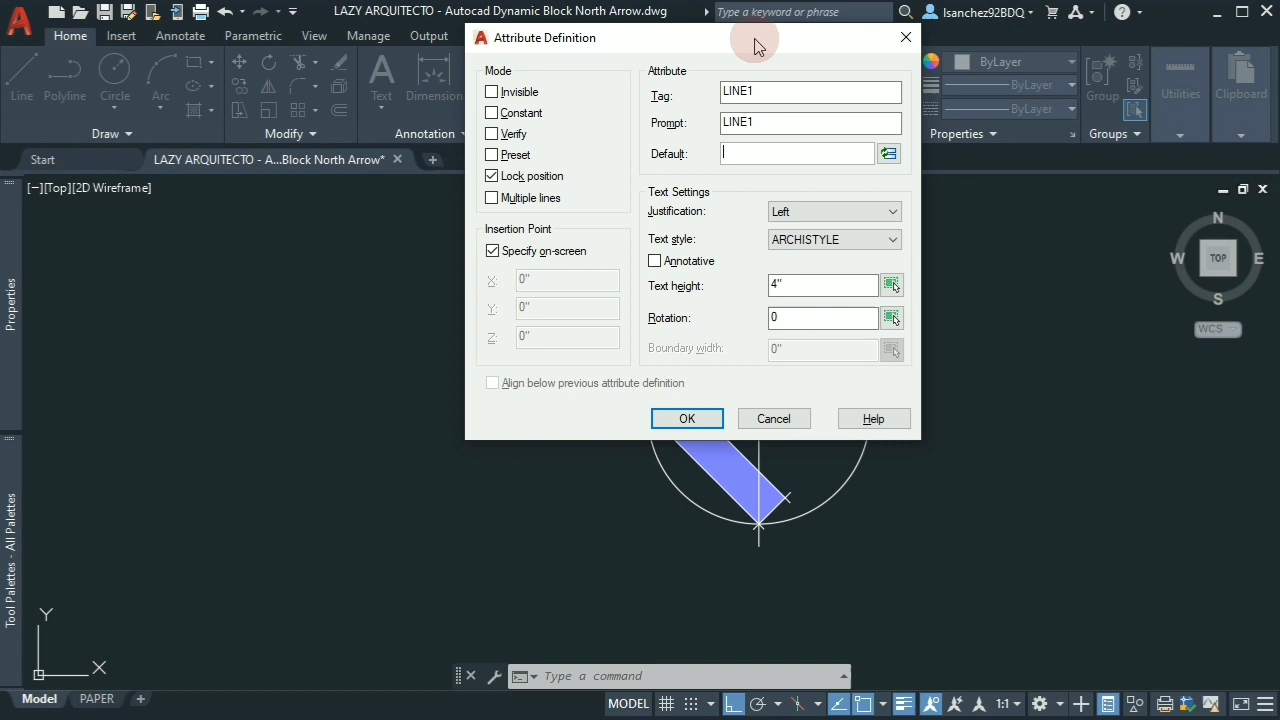 LAZY ARQUITECTO - Autocad Dynamic Block North Arrow.dwg
Type a keyword or phrase
lsanchez92BDQ
Home Insert Annotate Parametric View Manage Output
Line Polyline Circle Arc
Text Dimension
Draw Modify Annotation
ByLayer
ByLayer
ByLayer
Properties
Group
Groups
Utilities
Clipboard
Start
LAZY ARQUITECTO - A...Block North Arrow*
[−][Top][2D Wireframe]
Attribute Definition
Mode
Invisible
Constant
Verify
Preset
Lock position
Multiple lines
Attribute
Tag: LINE1
Prompt: LINE1
Default:
Insertion Point
Specify on-screen
X: 0"
Y: 0"
Z: 0"
Text Settings
Justification: Left
Text style: ARCHISTYLE
Annotative
Text height: 4"
Rotation: 0
Boundary width: 0"
Align below previous attribute definition
OK Cancel Help
N
W TOP E
S
WCS
Properties
Tool Palettes - All Palettes
Y
X
Type a command
Model PAPER
MODEL
1:1